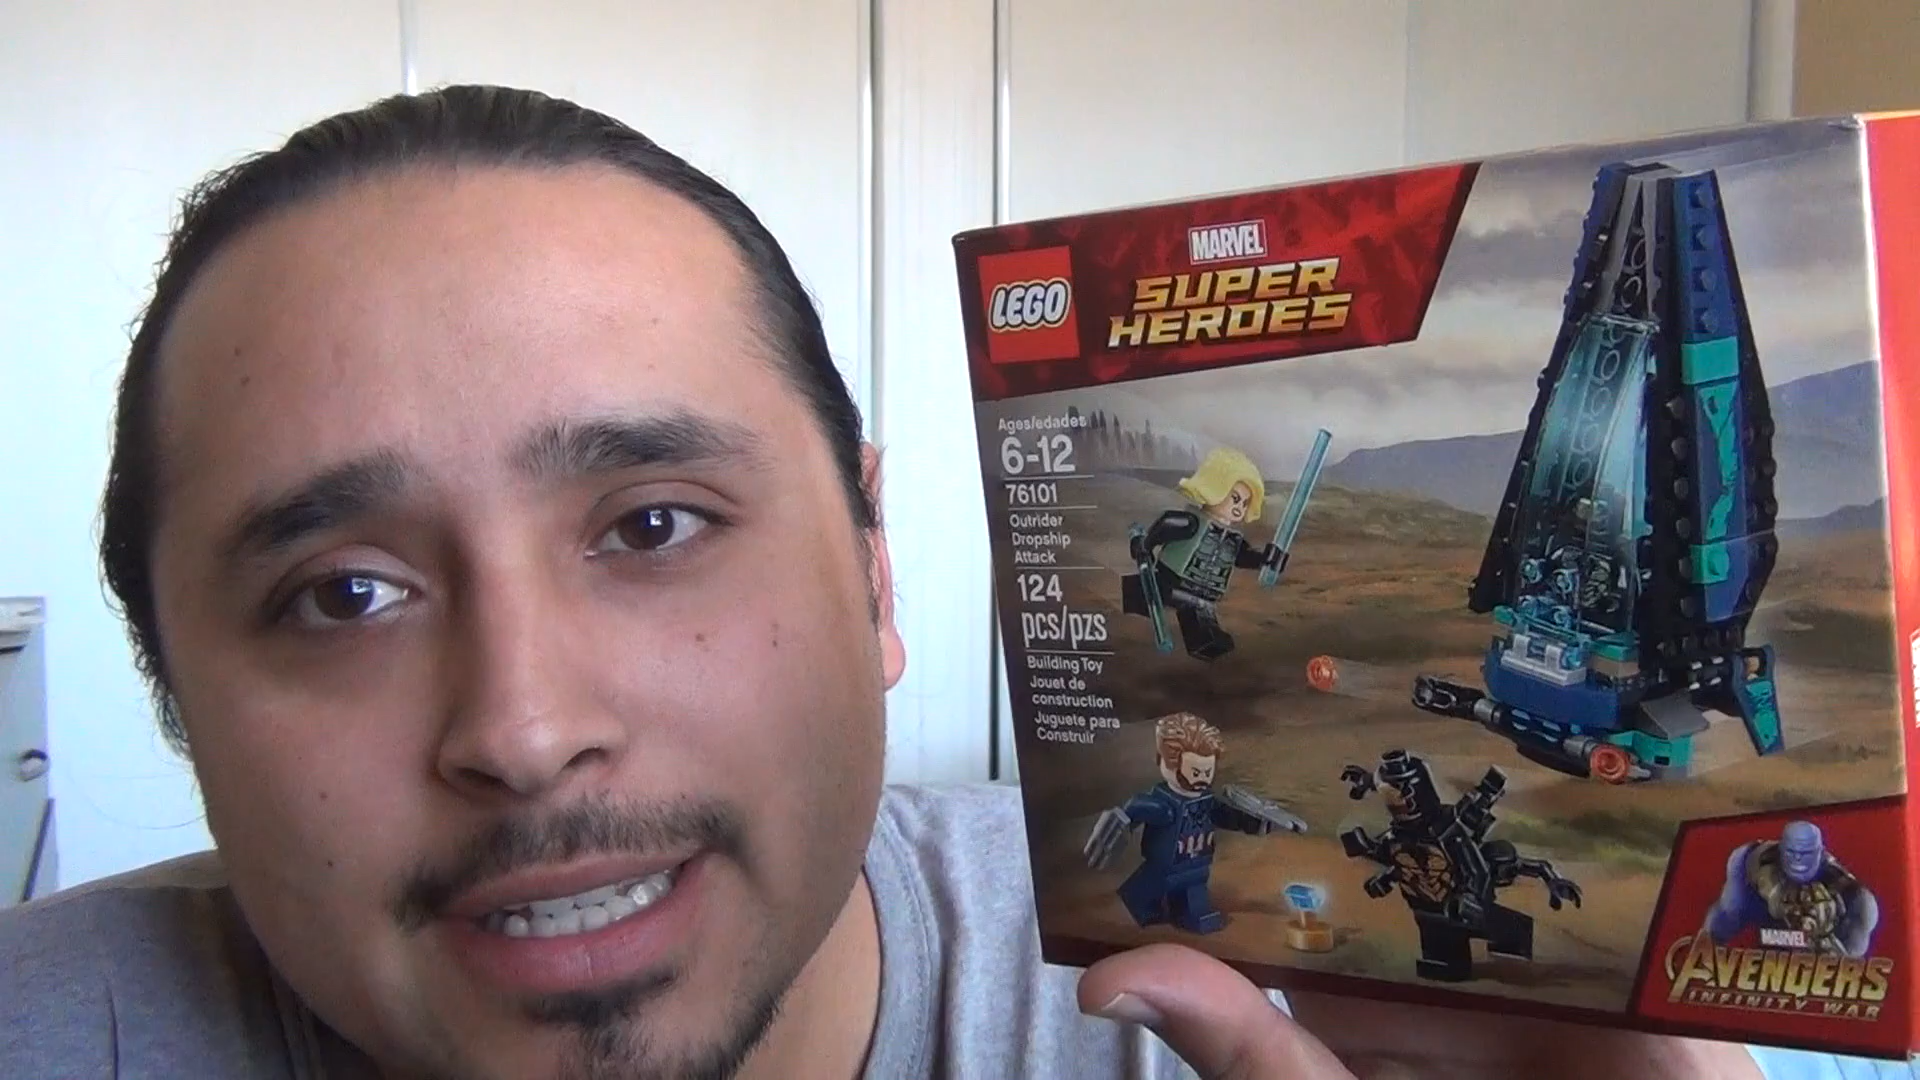 MARVEL
LEGO
SUPER
HEROES
Ages/edades
6-12
76101
Outrider
Dropship
Attack
124
pcs/pzs
Building Toy
Jouet de
construction
Juguete para
Construir
MARVEL
AVENGERS
INFINITY WAR